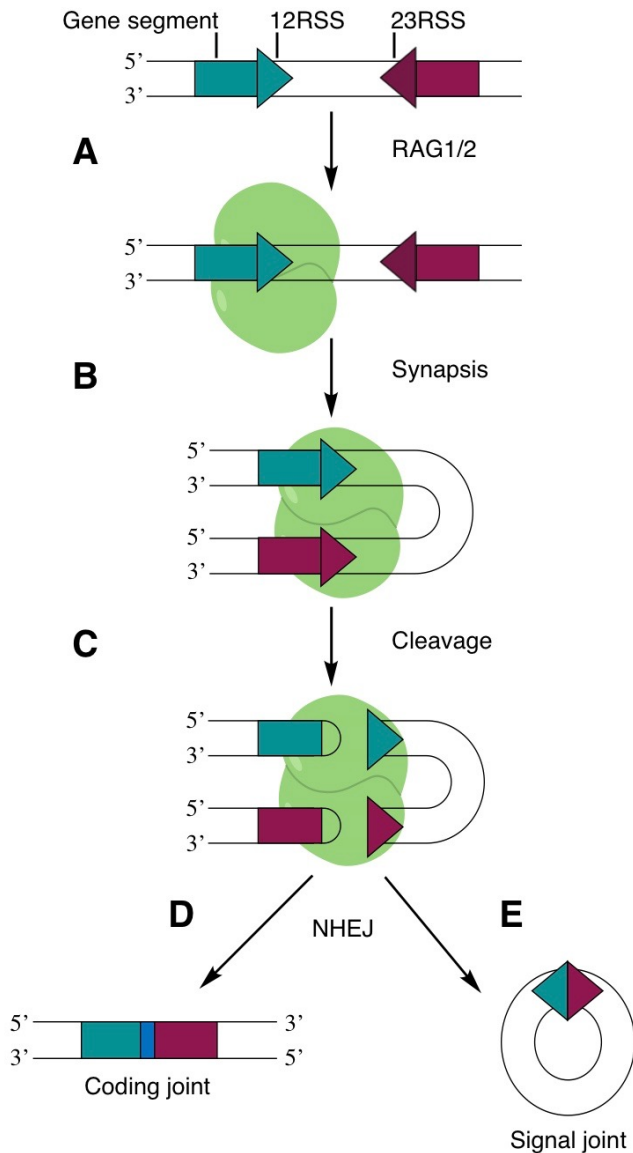 Gene segment 12RSS 23RSS
5’
3’
A RAG1/2
5’
3’
B Synapsis
5’
3’
5’
3’
C Cleavage
5’
3’
5’
3’
D NHEJ E
5’ 3’
3’ 5’
Coding joint
Signal joint